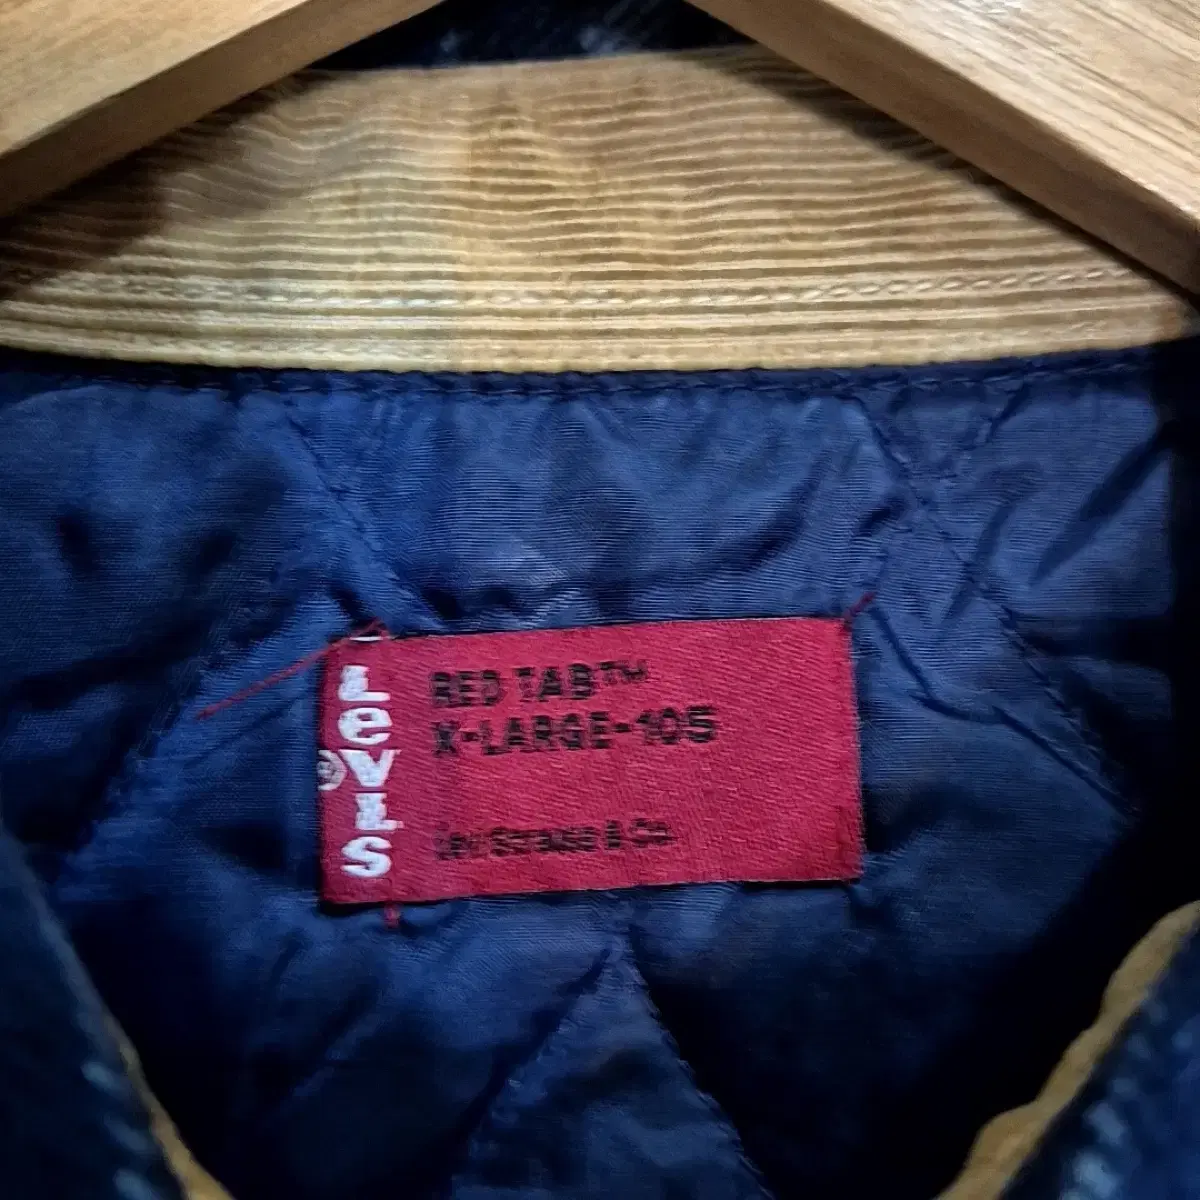 LEVI'S
®
RED TAB™
X-LARGE-105
Levi Strauss & Co.